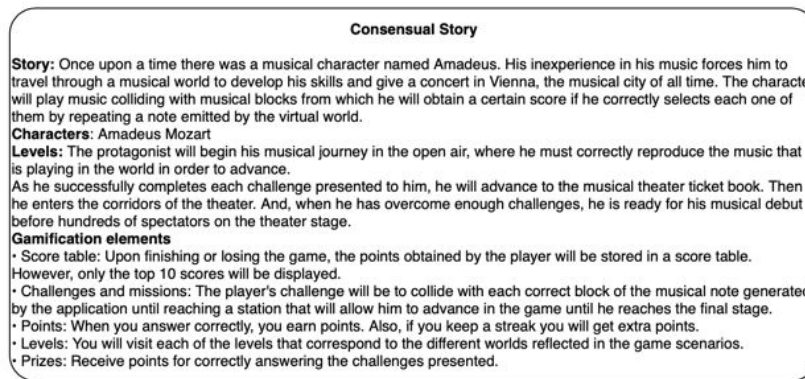 Consensual Story
Story: Once upon a time there was a musical character named Amadeus. His inexperience in his music forces him to
travel through a musical world to develop his skills and give a concert in Vienna, the musical city of all time. The characte
will play music colliding with musical blocks from which he will obtain a certain score if he correctly selects each one of
them by repeating a note emitted by the virtual world.
Characters: Amadeus Mozart
Levels: The protagonist will begin his musical journey in the open air, where he must correctly reproduce the music that
is playing in the world in order to advance.
As he successfully completes each challenge presented to him, he will advance to the musical theater ticket book. Then
he enters the corridors of the theater. And, when he has overcome enough challenges, he is ready for his musical debut
before hundreds of spectators on the theater stage.
Gamification elements
• Score table: Upon finishing or losing the game, the points obtained by the player will be stored in a score table.
However, only the top 10 scores will be displayed.
• Challenges and missions: The player's challenge will be to collide with each correct block of the musical note generated
by the application until reaching a station that will allow him to advance in the game until he reaches the final stage.
• Points: When you answer correctly, you earn points. Also, if you keep a streak you will get extra points.
• Levels: You will visit each of the levels that correspond to the different worlds reflected in the game scenarios.
• Prizes: Receive points for correctly answering the challenges presented.